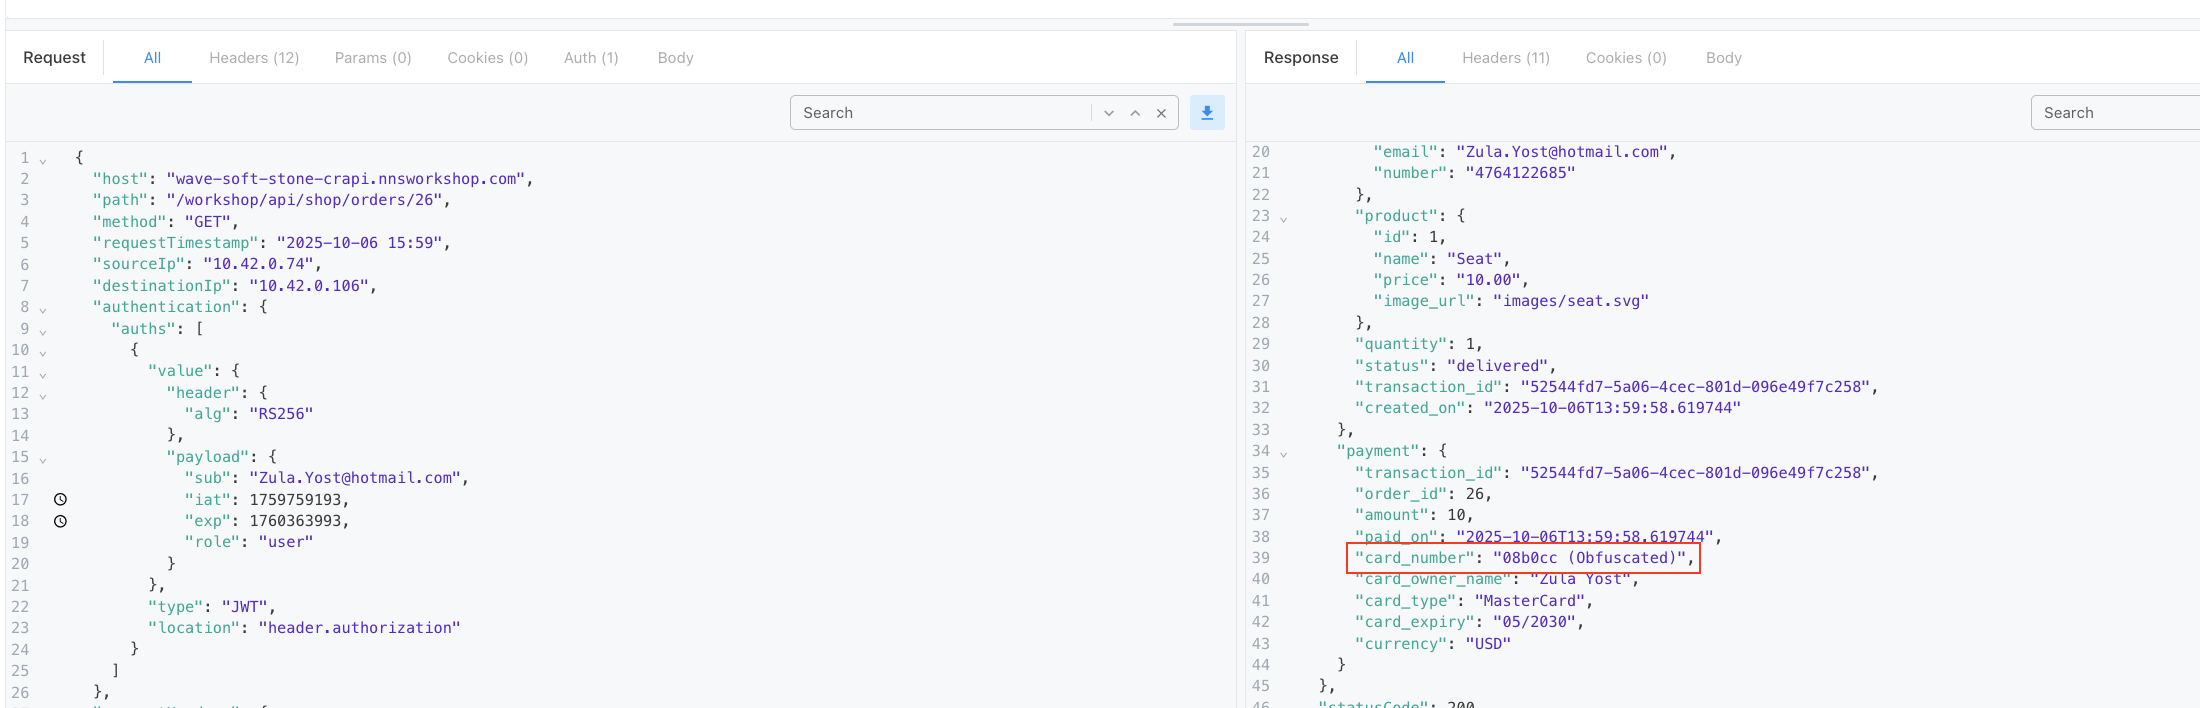 Request All Headers (12) Params (0) Cookies (0) Auth (1) Body
Search
1 {
2 "host": "wave-soft-stone-crapi.nnsworkshop.com",
3 "path": "/workshop/api/shop/orders/26",
4 "method": "GET",
5 "requestTimestamp": "2025-10-06 15:59",
6 "sourceIp": "10.42.0.74",
7 "destinationIp": "10.42.0.106",
8 "authentication": {
9 "auths": [
10 {
11 "value": {
12 "header": {
13 "alg": "RS256"
14 },
15 "payload": {
16 "sub": "Zula.Yost@hotmail.com",
17 "iat": 1759759193,
18 "exp": 1760363993,
19 "role": "user"
20 }
21 },
22 "type": "JWT",
23 "location": "header.authorization"
24 }
25 ]
26 },
Response All Headers (11) Cookies (0) Body
Search
20 "email": "Zula.Yost@hotmail.com",
21 "number": "4764122685"
22 },
23 "product": {
24 "id": 1,
25 "name": "Seat",
26 "price": "10.00",
27 "image_url": "images/seat.svg"
28 },
29 "quantity": 1,
30 "status": "delivered",
31 "transaction_id": "52544fd7-5a06-4cec-801d-096e49f7c258",
32 "created_on": "2025-10-06T13:59:58.619744"
33 },
34 "payment": {
35 "transaction_id": "52544fd7-5a06-4cec-801d-096e49f7c258",
36 "order_id": 26,
37 "amount": 10,
38 "paid_on": "2025-10-06T13:59:58.619744",
39 "card_number": "08b0cc (Obfuscated)",
40 "card_owner_name": "Zula Yost",
41 "card_type": "MasterCard",
42 "card_expiry": "05/2030",
43 "currency": "USD"
44 }
45 },
46 "statusCode": 200,